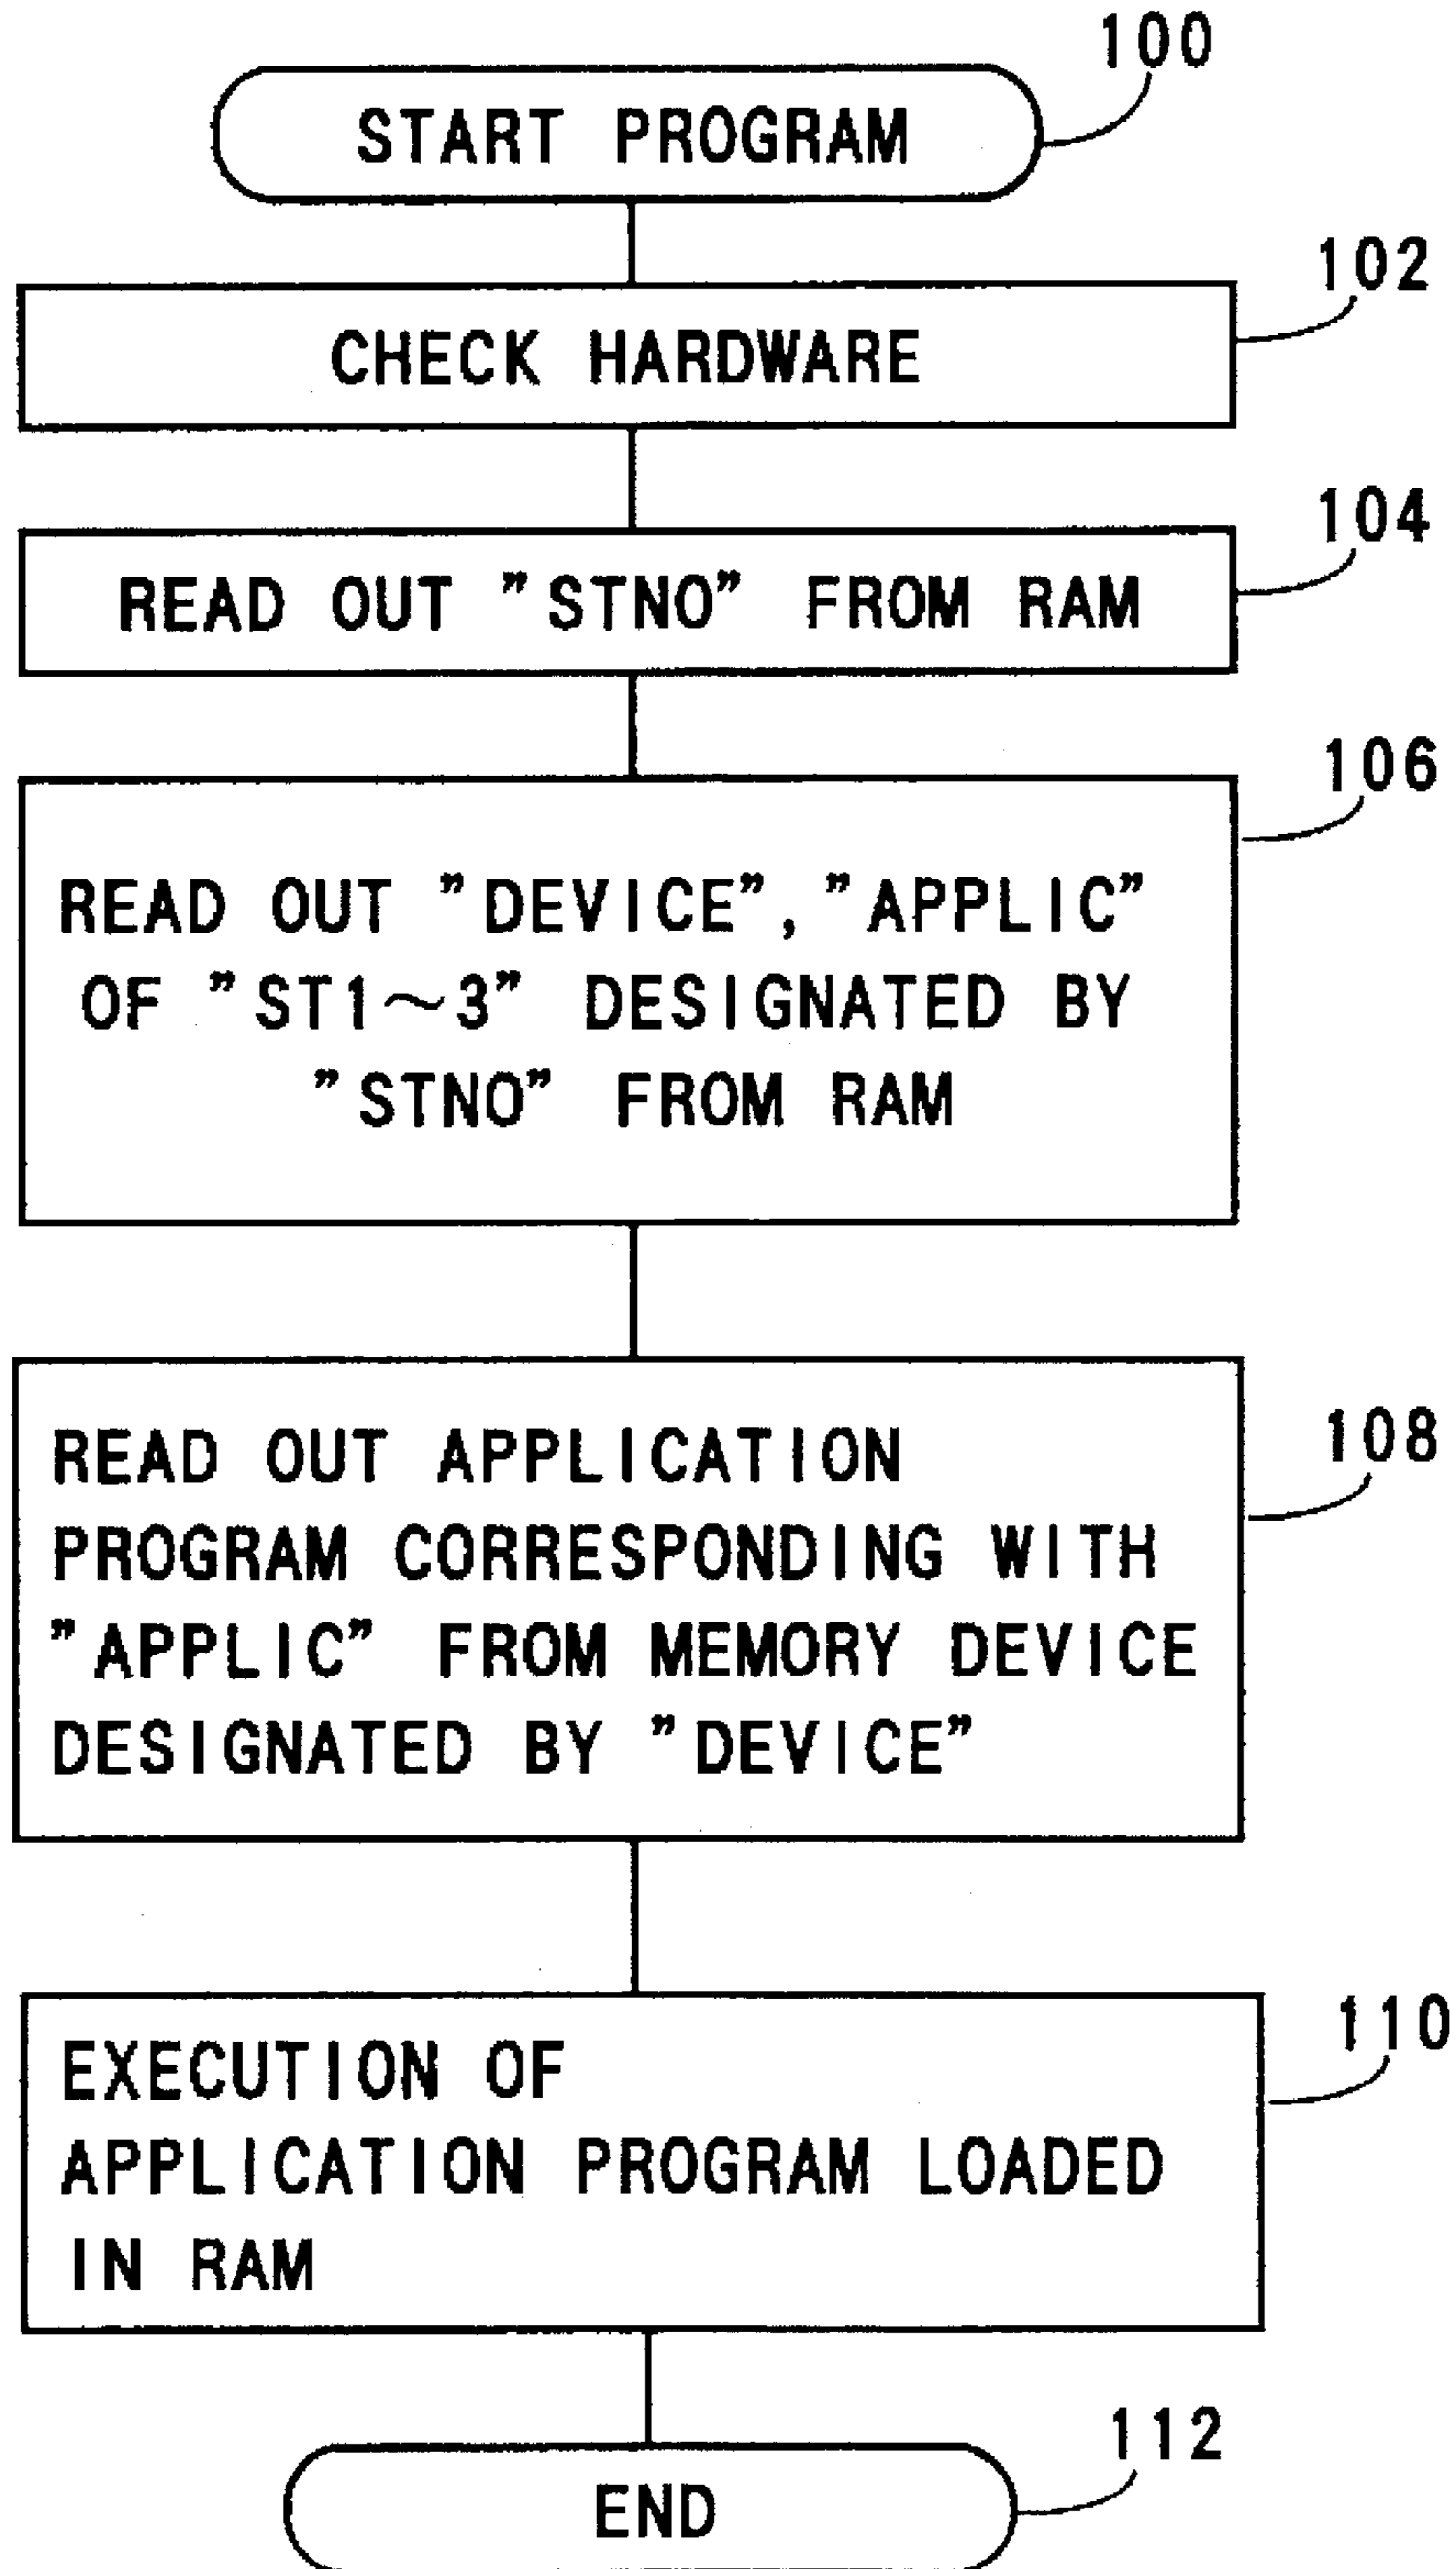 100
START PROGRAM
102
CHECK HARDWARE
104
READ OUT "STNO" FROM RAM
106
READ OUT "DEVICE", "APPLIC"
OF "ST1～3" DESIGNATED BY
"STNO" FROM RAM
108
READ OUT APPLICATION
PROGRAM CORRESPONDING WITH
"APPLIC" FROM MEMORY DEVICE
DESIGNATED BY "DEVICE"
110
EXECUTION OF
APPLICATION PROGRAM LOADED
IN RAM
112
END